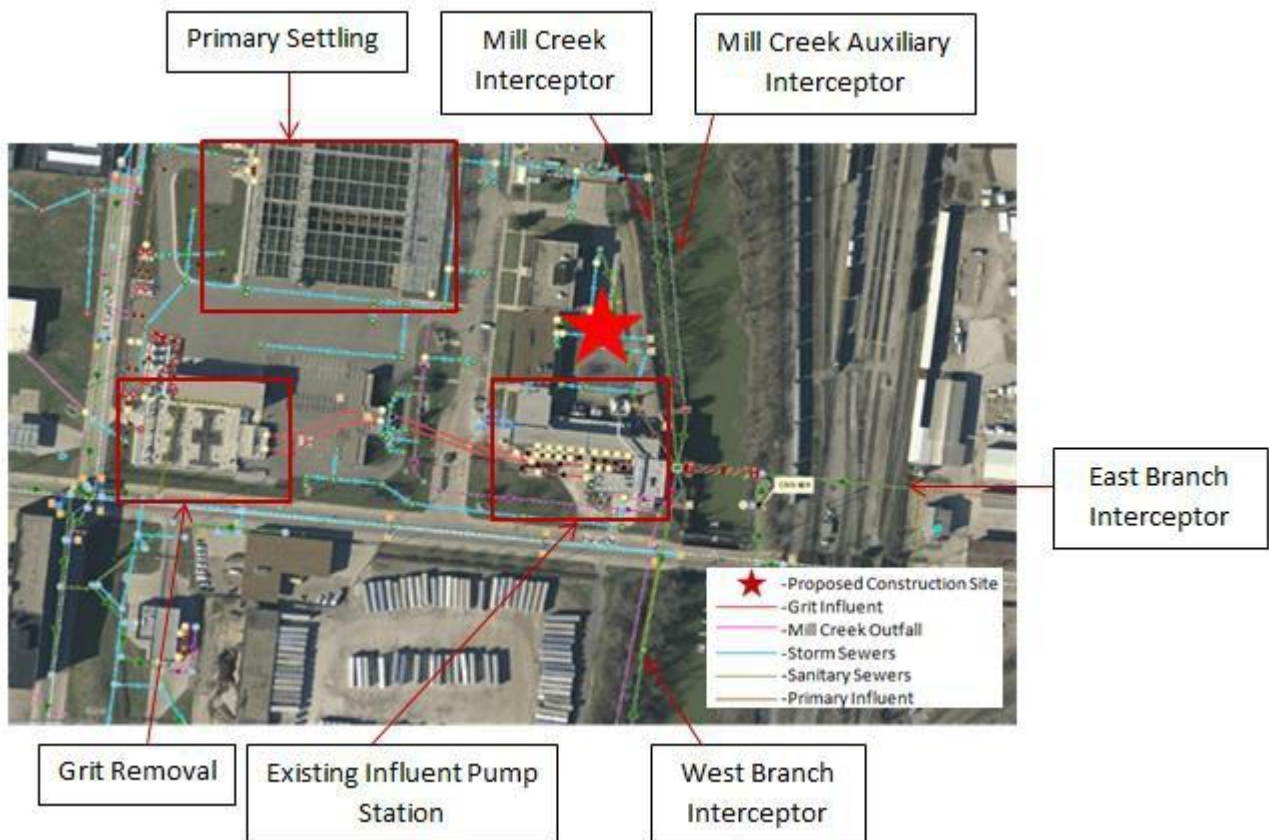 Primary Settling
Mill Creek
Interceptor
Mill Creek Auxiliary
Interceptor
East Branch
Interceptor
-Proposed Construction Site
-Grit Influent
-Mill Creek Outfall
-Storm Sewers
-Sanitary Sewers
-Primary Influent
Grit Removal
Existing Influent Pump
Station
West Branch
Interceptor